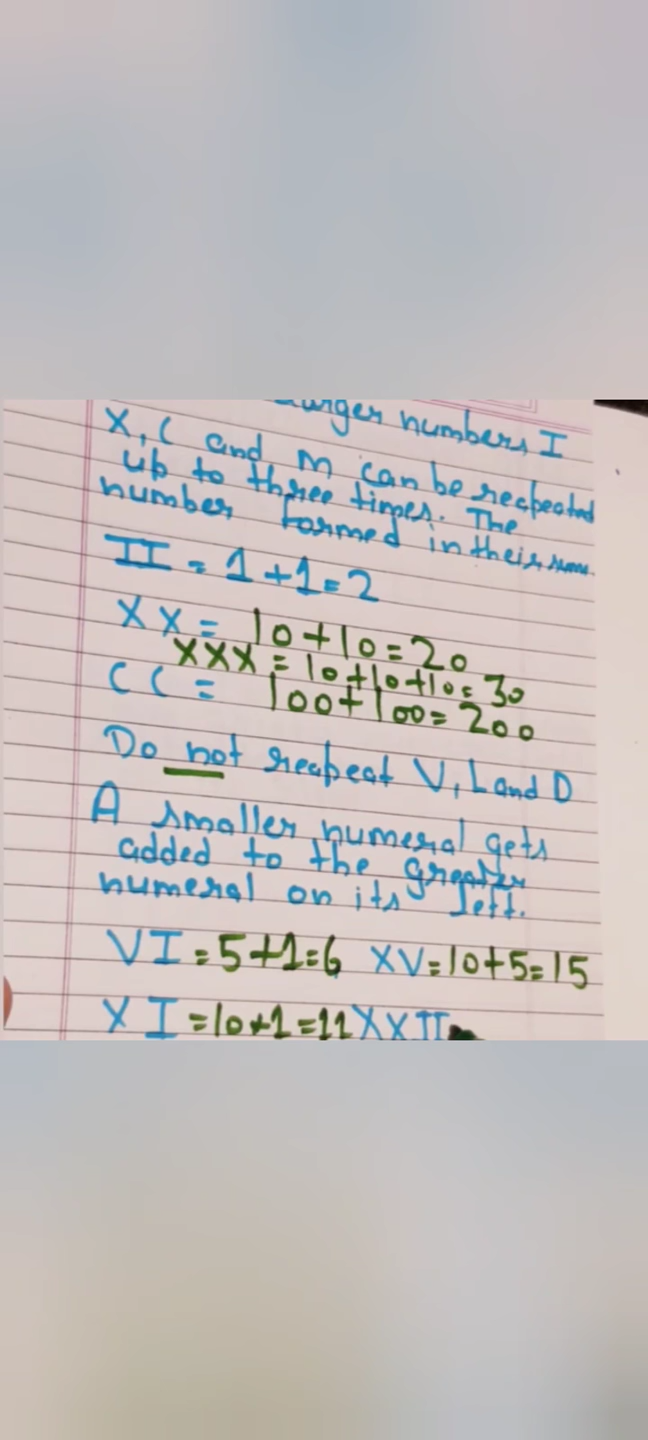 larger numbers, I
X, C and M can be reapeated
up to three times. The
number formed in their sum.
II = 1+1=2
XX = 10+10=20
XXX = 10+10+10= 30
CC = 100+100= 200
Do not reapeat V, L and D
A smaller numeral gets
added to the greater
numeral on its left.
VI = 5+1=6 XV=10+5=15
XI =10+1=11 XXII